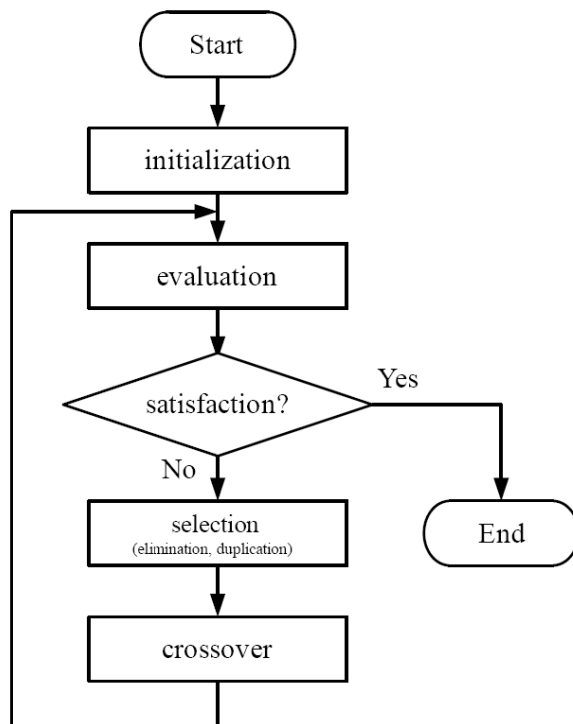 Start
initialization
evaluation
satisfaction?
Yes
No
selection
(elimination, duplication)
End
crossover